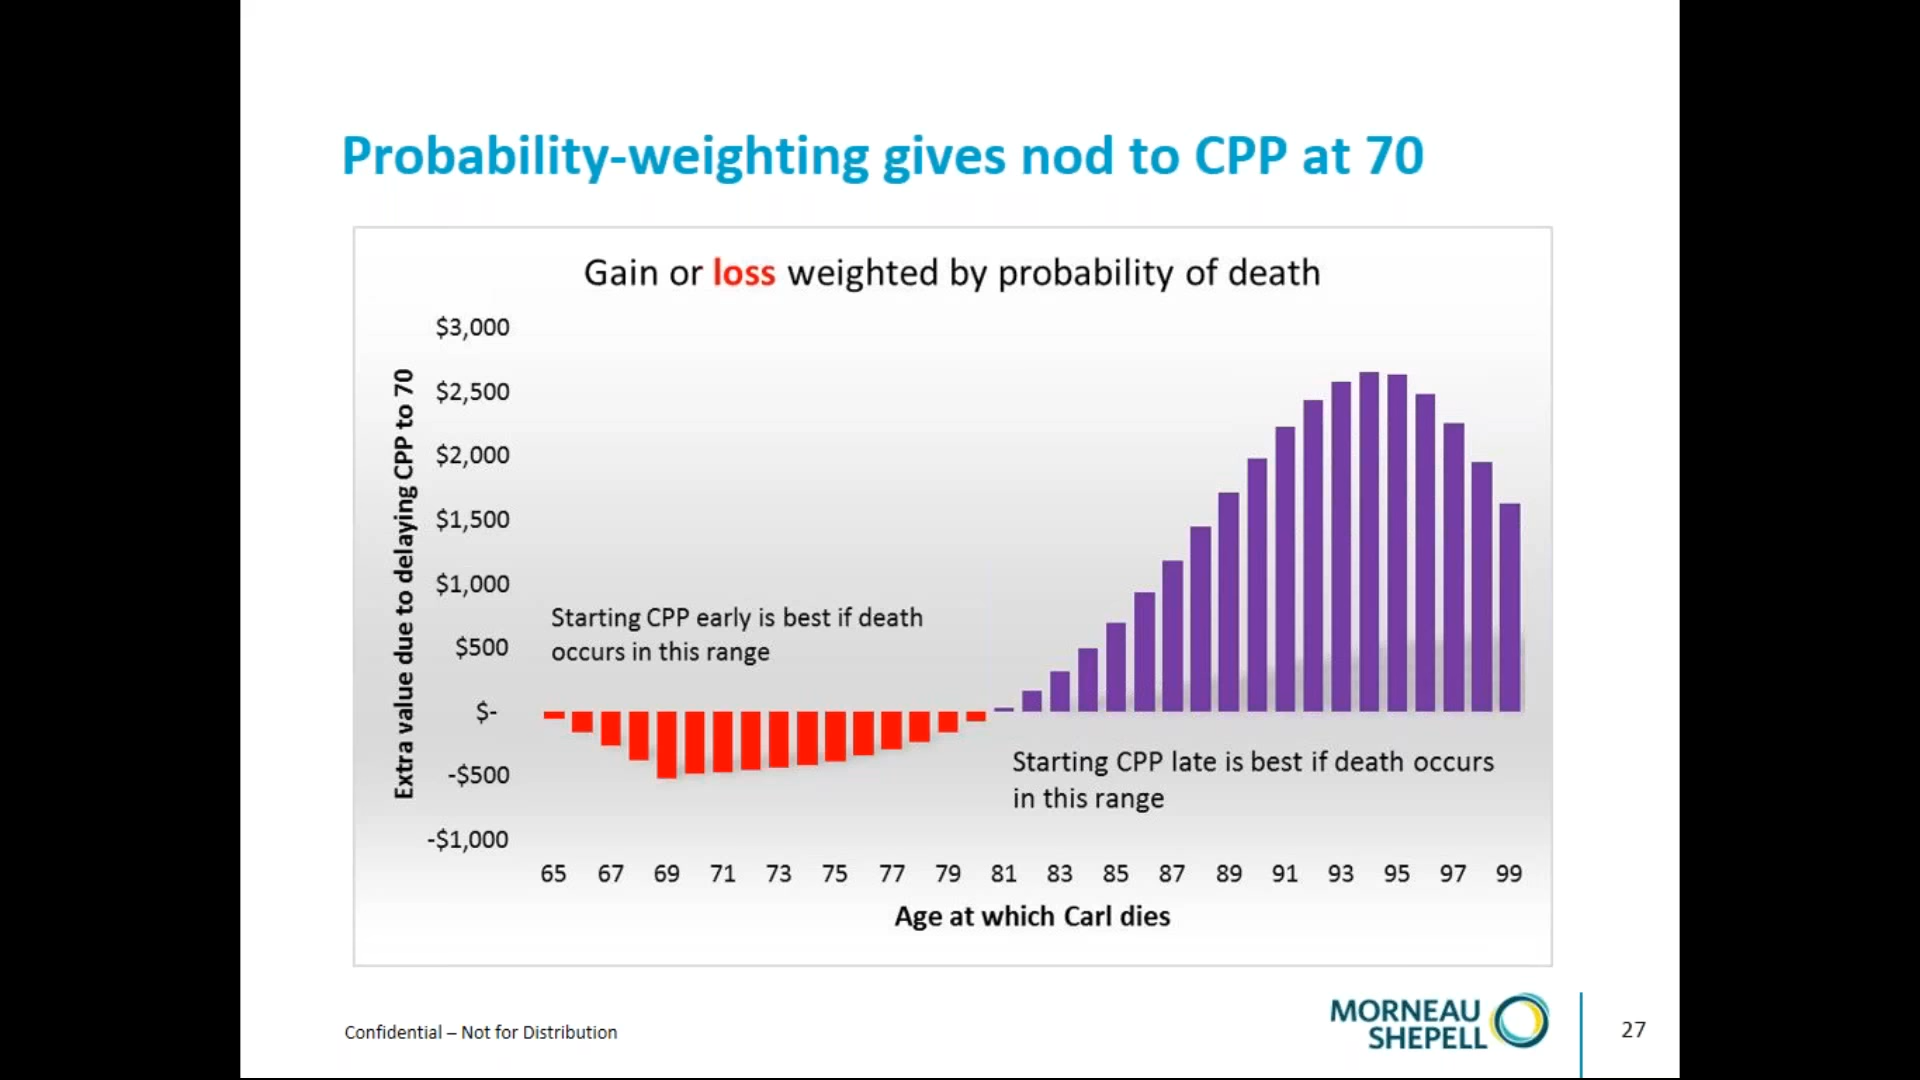 Probability-weighting gives nod to CPP at 70
Gain or loss weighted by probability of death
Extra value due to delaying CPP to 70
$3,000
$2,500
$2,000
$1,500
$1,000
$500
$-
-$500
-$1,000
Starting CPP early is best if death
occurs in this range
Starting CPP late is best if death occurs
in this range
65 67 69 71 73 75 77 79 81 83 85 87 89 91 93 95 97 99
Age at which Carl dies
Confidential – Not for Distribution
MORNEAU
SHEPELL
27